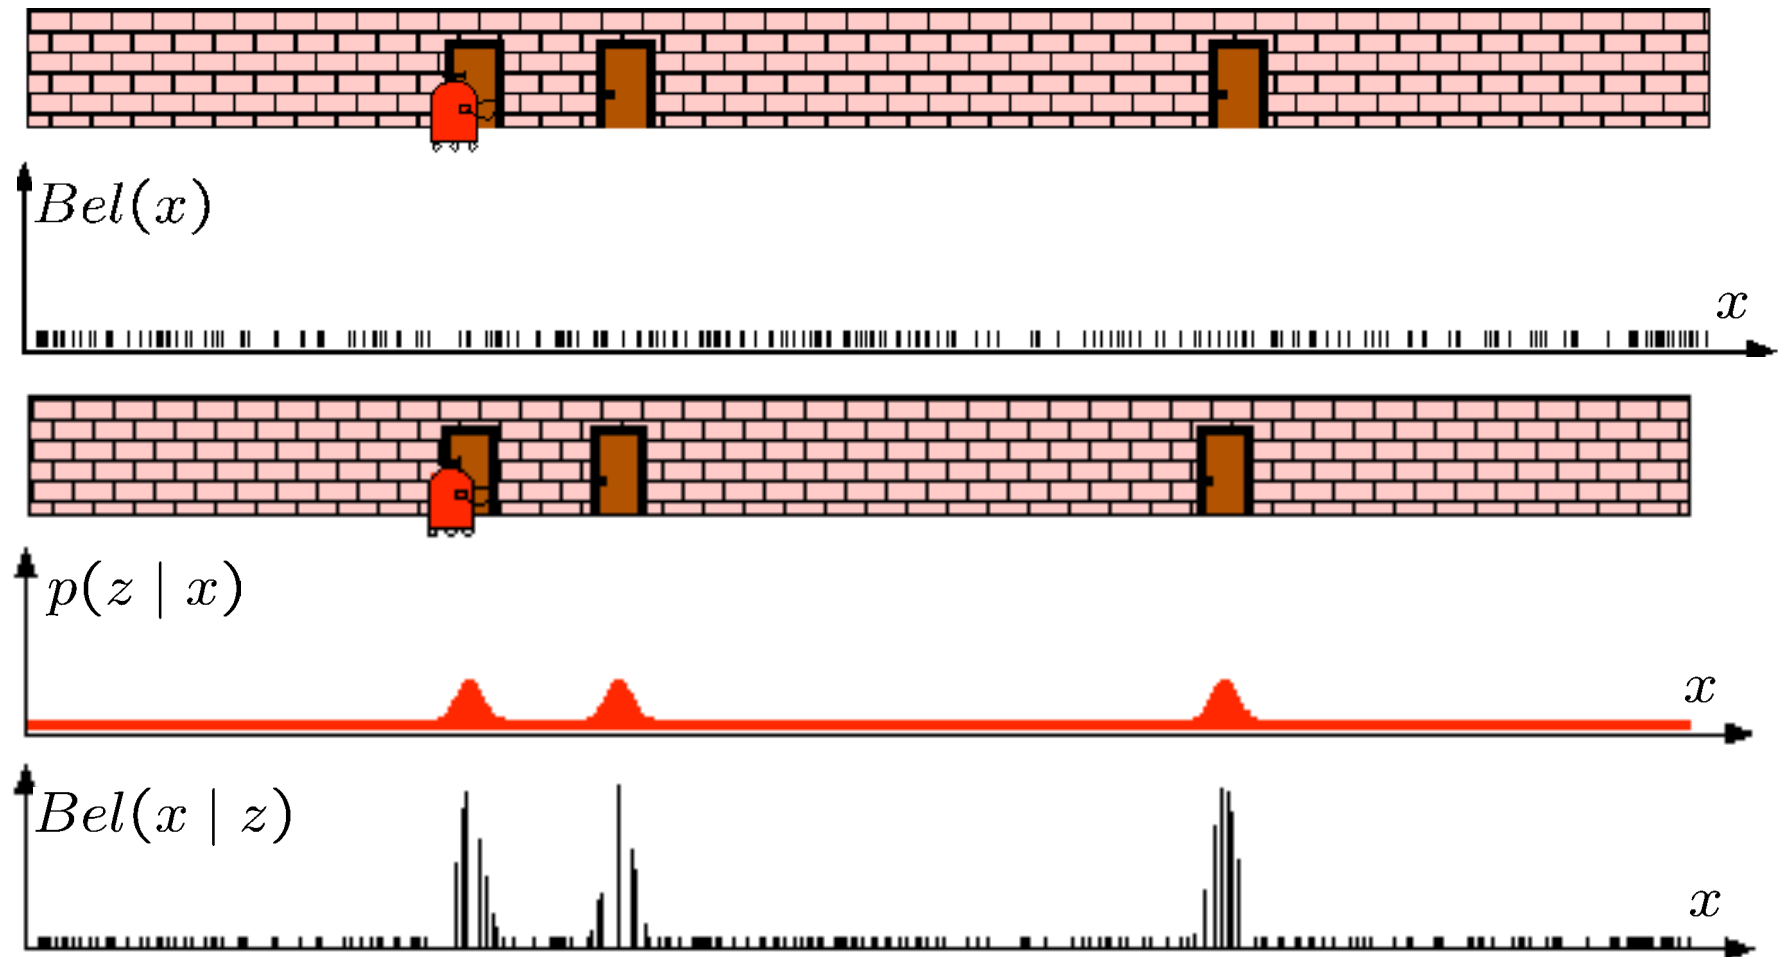 Bel(x)
x
p(z | x)
x
Bel(x | z)
x